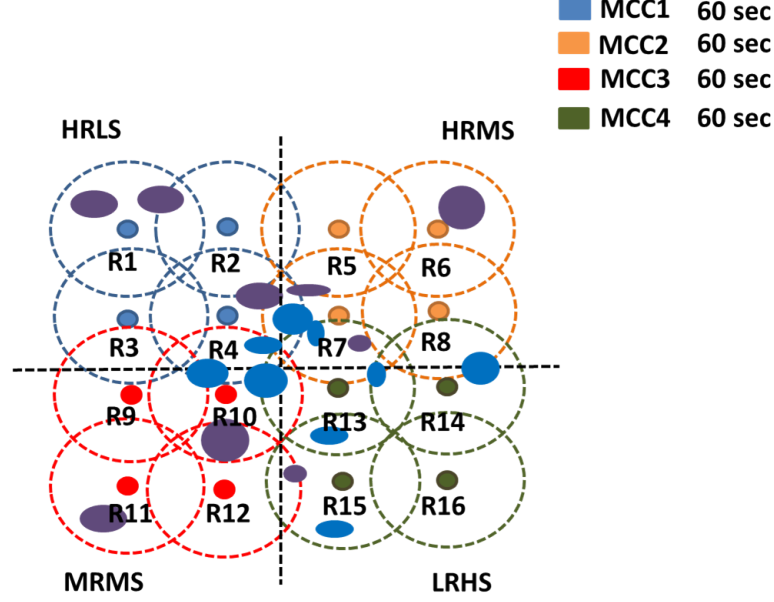 MCC1 60 sec
MCC2 60 sec
MCC3 60 sec
MCC4 60 sec
HRLS HRMS
R1 R2 R5 R6
R3 R4 R7 R8
R9 R10 R13 R14
R11 R12 R15 R16
MRMS LRHS